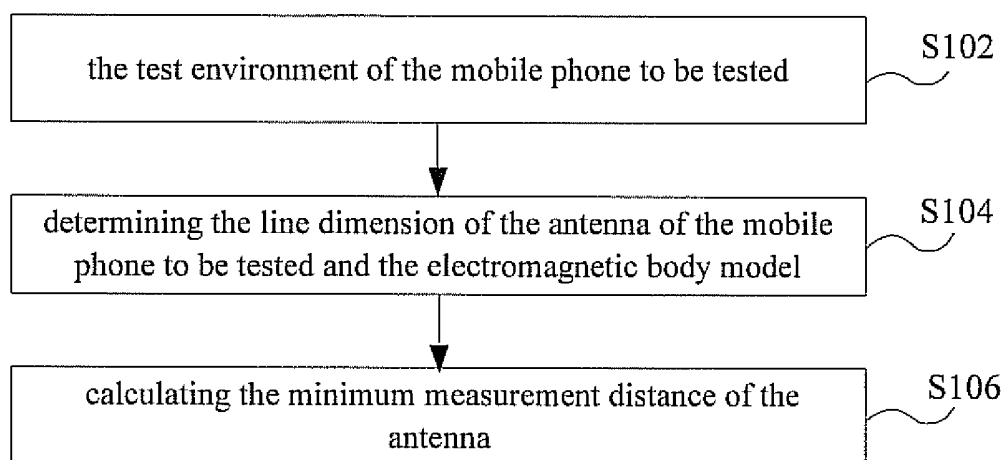 the test environment of the mobile phone to be tested
S102
determining the line dimension of the antenna of the mobile
phone to be tested and the electromagnetic body model
S104
calculating the minimum measurement distance of the
antenna
S106